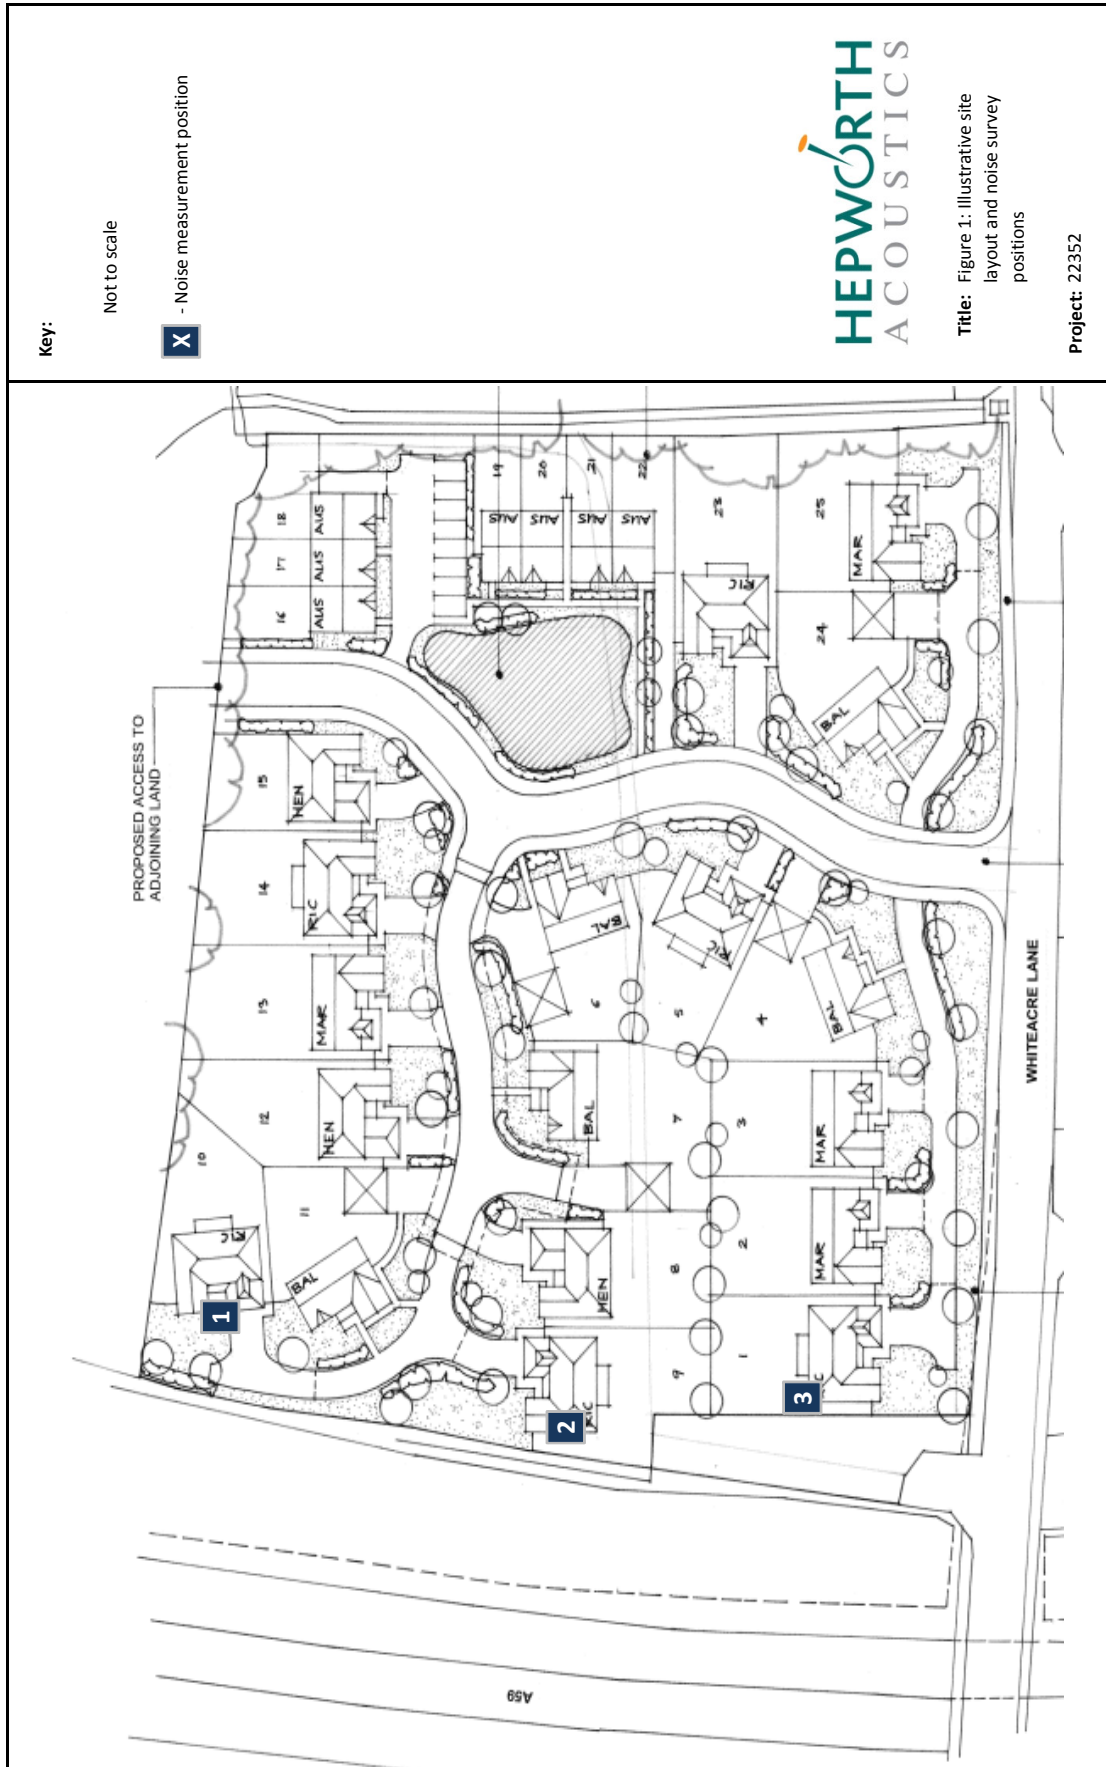 Key:
Not to scale
X - Noise measurement position
HEPWORTH
ACOUSTICS
Title: Figure 1: Illustrative site
layout and noise survey
positions
Project: 22352
PROPOSED ACCESS TO
ADJOINING LAND
WHITEACRE LANE
A59
1
2
3
10
RIC
11
BAL
12
HEN
13
MAR
14
RIC
15
HEN
16
AUS
17
AUS
18
AUS
19
AUS
20
AUS
21
AUS
22
AUS
23
RIC
24
BAL
25
MAR
6
BAL
5
RIC
4
BAL
7
BAL
3
MAR
8
HEN
2
MAR
9
RIC
1